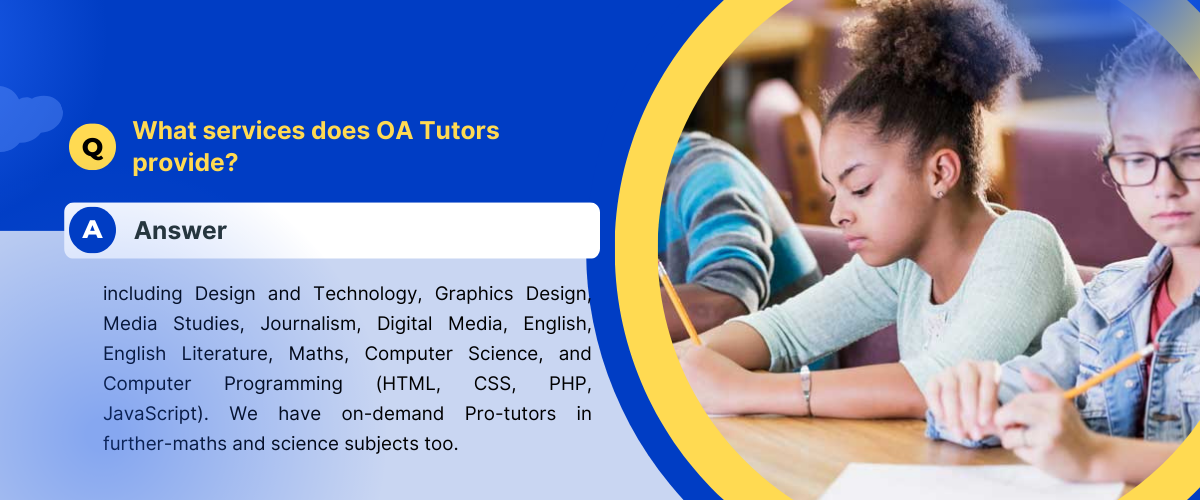 Q
What services does OA Tutors
provide?
A
Answer
including Design and Technology, Graphics Design,
Media Studies, Journalism, Digital Media, English,
English Literature, Maths, Computer Science, and
Computer Programming (HTML, CSS, PHP,
JavaScript). We have on-demand Pro-tutors in
further-maths and science subjects too.